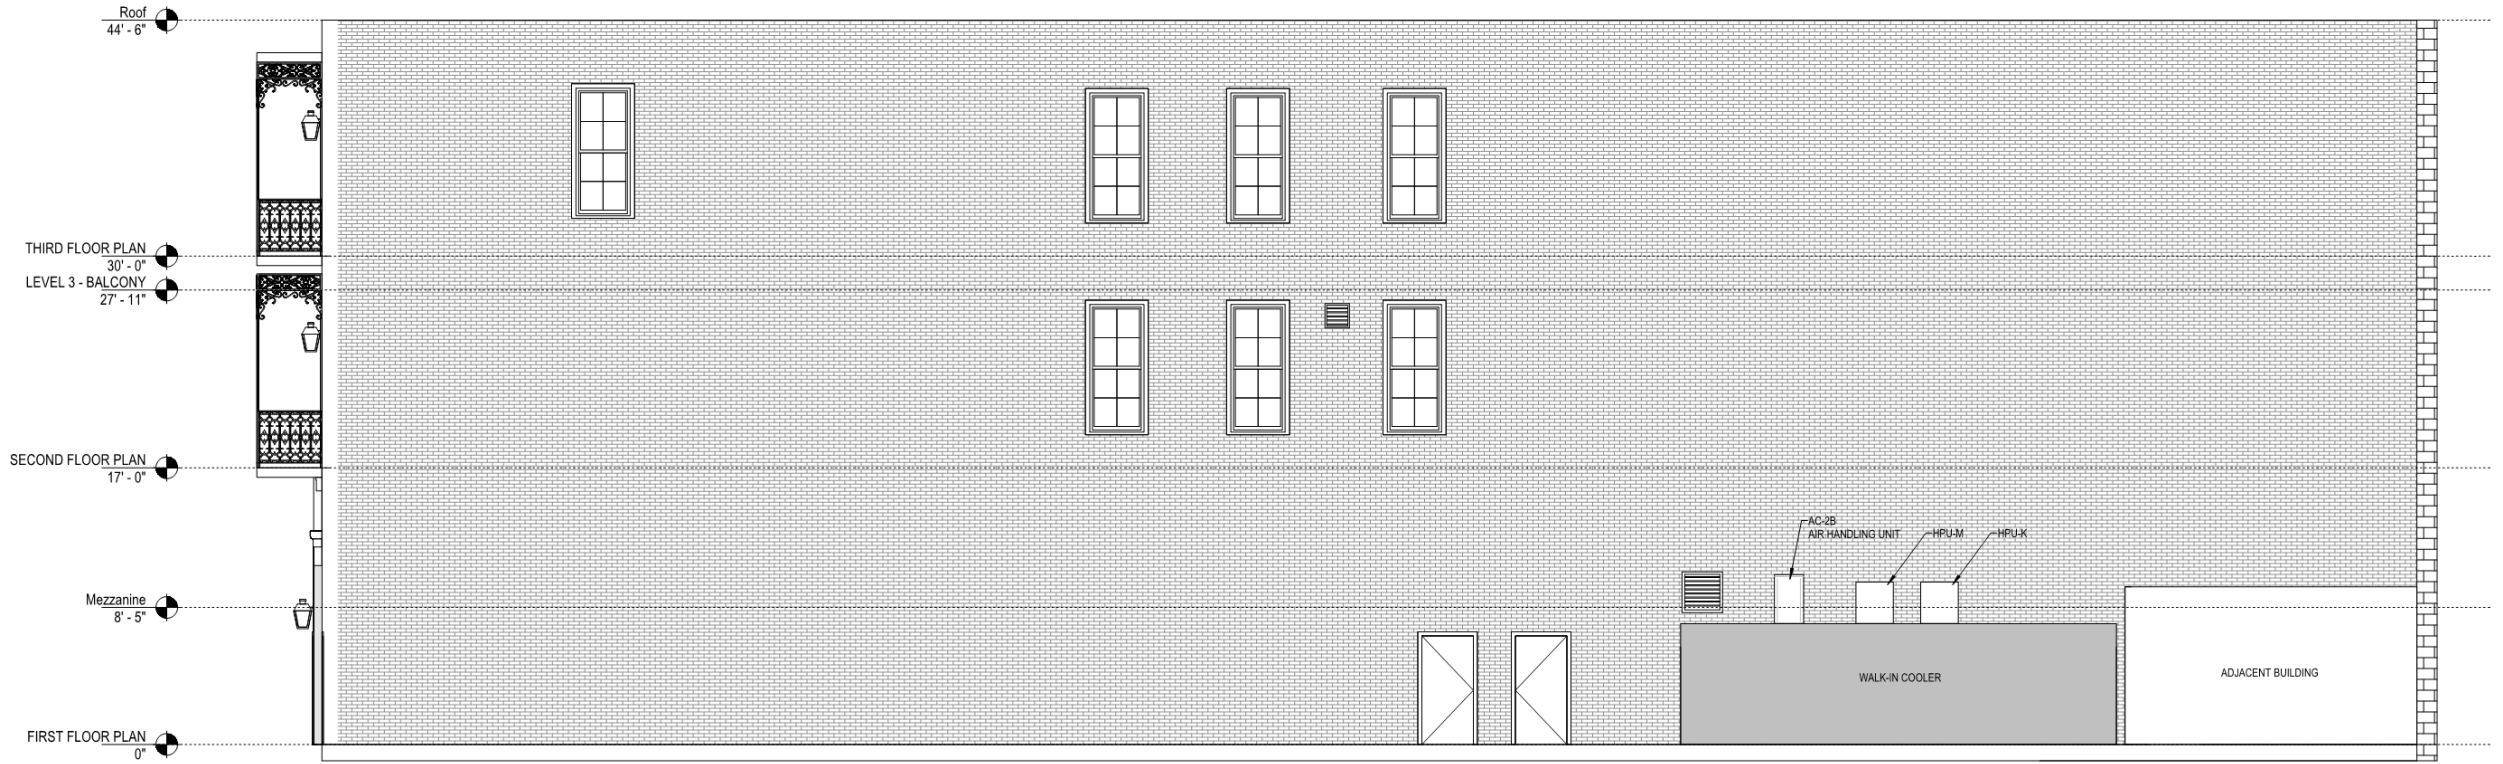 Roof
44' - 6"
THIRD FLOOR PLAN
30' - 0"
LEVEL 3 - BALCONY
27' - 11"
SECOND FLOOR PLAN
17' - 0"
AC-2B
AIR HANDLING UNIT
HPU-M
HPU-K
Mezzanine
8' - 5"
WALK-IN COOLER
ADJACENT BUILDING
FIRST FLOOR PLAN
0"